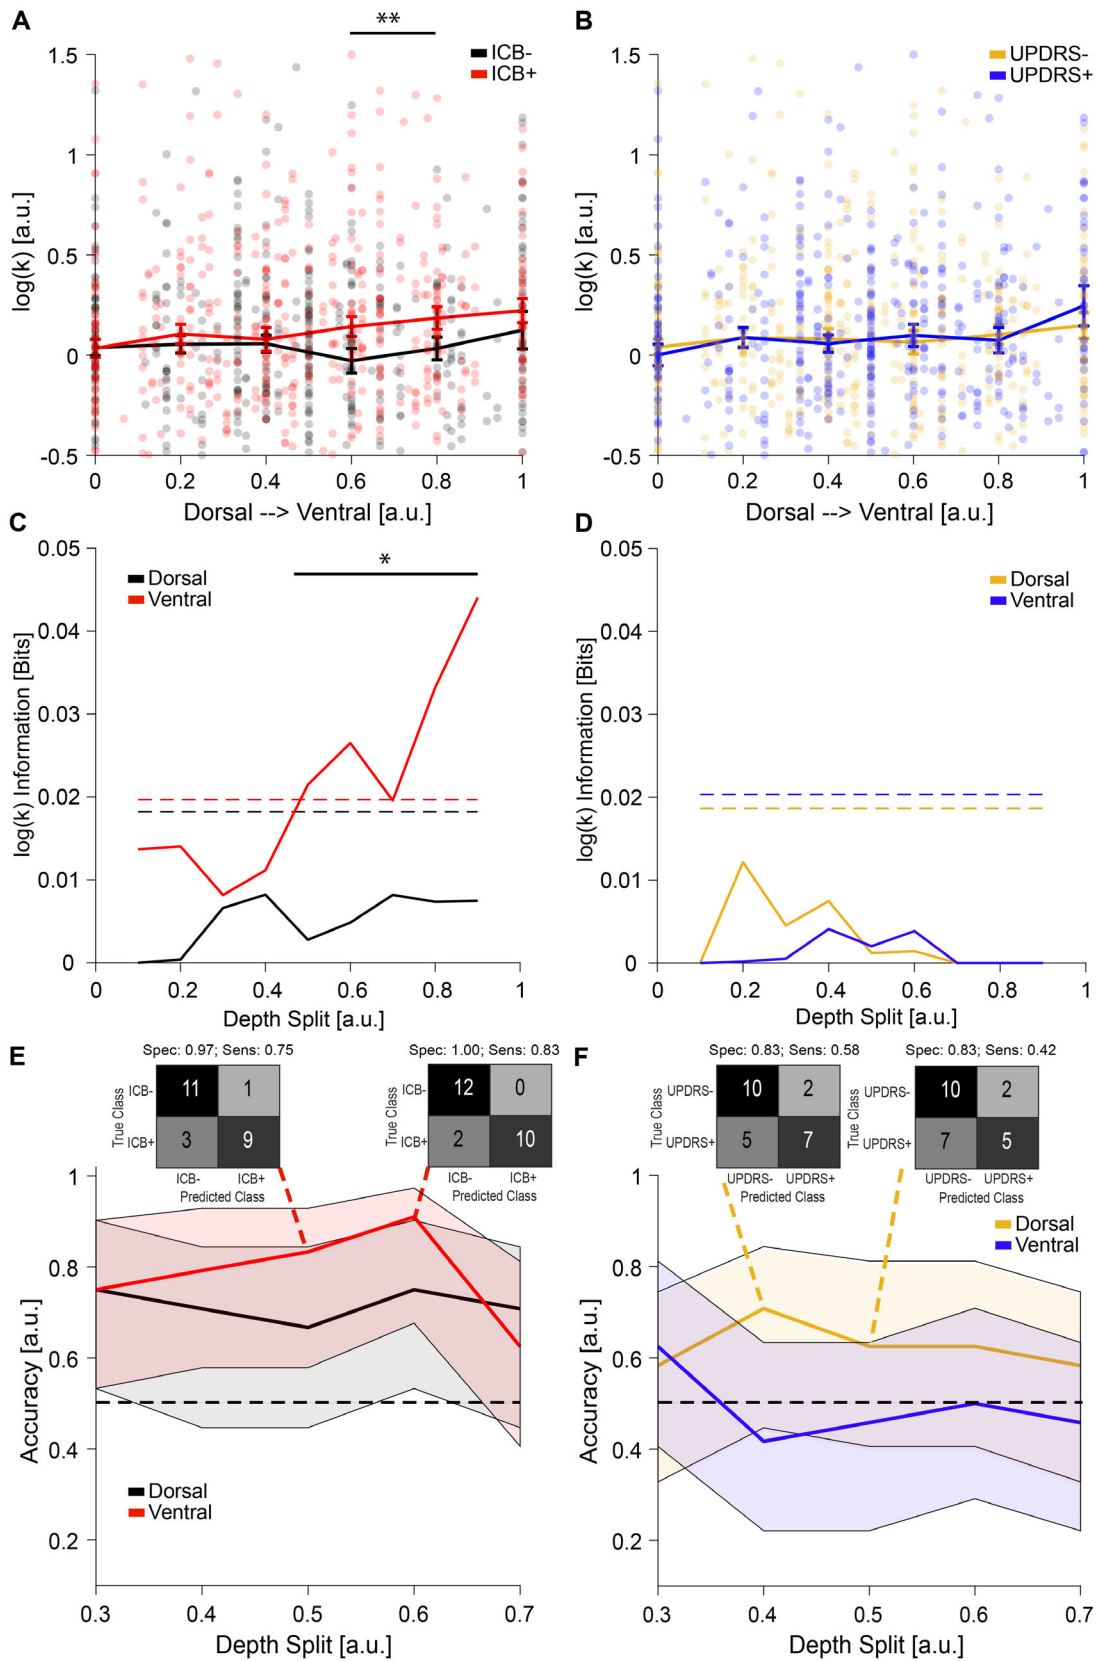 A
**
ICB-
ICB+
log(k) [a.u.]
1.5
1
0.5
0
-0.5
0 0.2 0.4 0.6 0.8 1
Dorsal --> Ventral [a.u.]
B
UPDRS-
UPDRS+
log(k) [a.u.]
1.5
1
0.5
0
-0.5
0 0.2 0.4 0.6 0.8 1
Dorsal --> Ventral [a.u.]
C
*
Dorsal
Ventral
log(k) Information [Bits]
0.05
0.04
0.03
0.02
0.01
0
0 0.2 0.4 0.6 0.8 1
Depth Split [a.u.]
D
Dorsal
Ventral
log(k) Information [Bits]
0.05
0.04
0.03
0.02
0.01
0
0 0.2 0.4 0.6 0.8 1
Depth Split [a.u.]
E
Spec: 0.97; Sens: 0.75
True Class
ICB- 11 1
ICB+ 3 9
ICB- ICB+
Predicted Class
Spec: 1.00; Sens: 0.83
True Class
ICB- 12 0
ICB+ 2 10
ICB- ICB+
Predicted Class
Accuracy [a.u.]
1
0.8
0.6
0.4
0.2
Dorsal
Ventral
0.3 0.4 0.5 0.6 0.7
Depth Split [a.u.]
F
Spec: 0.83; Sens: 0.58
True Class
UPDRS- 10 2
UPDRS+ 5 7
UPDRS- UPDRS+
Predicted Class
Spec: 0.83; Sens: 0.42
True Class
UPDRS- 10 2
UPDRS+ 7 5
UPDRS- UPDRS+
Predicted Class
Dorsal
Ventral
Accuracy [a.u.]
1
0.8
0.6
0.4
0.2
0.3 0.4 0.5 0.6 0.7
Depth Split [a.u.]